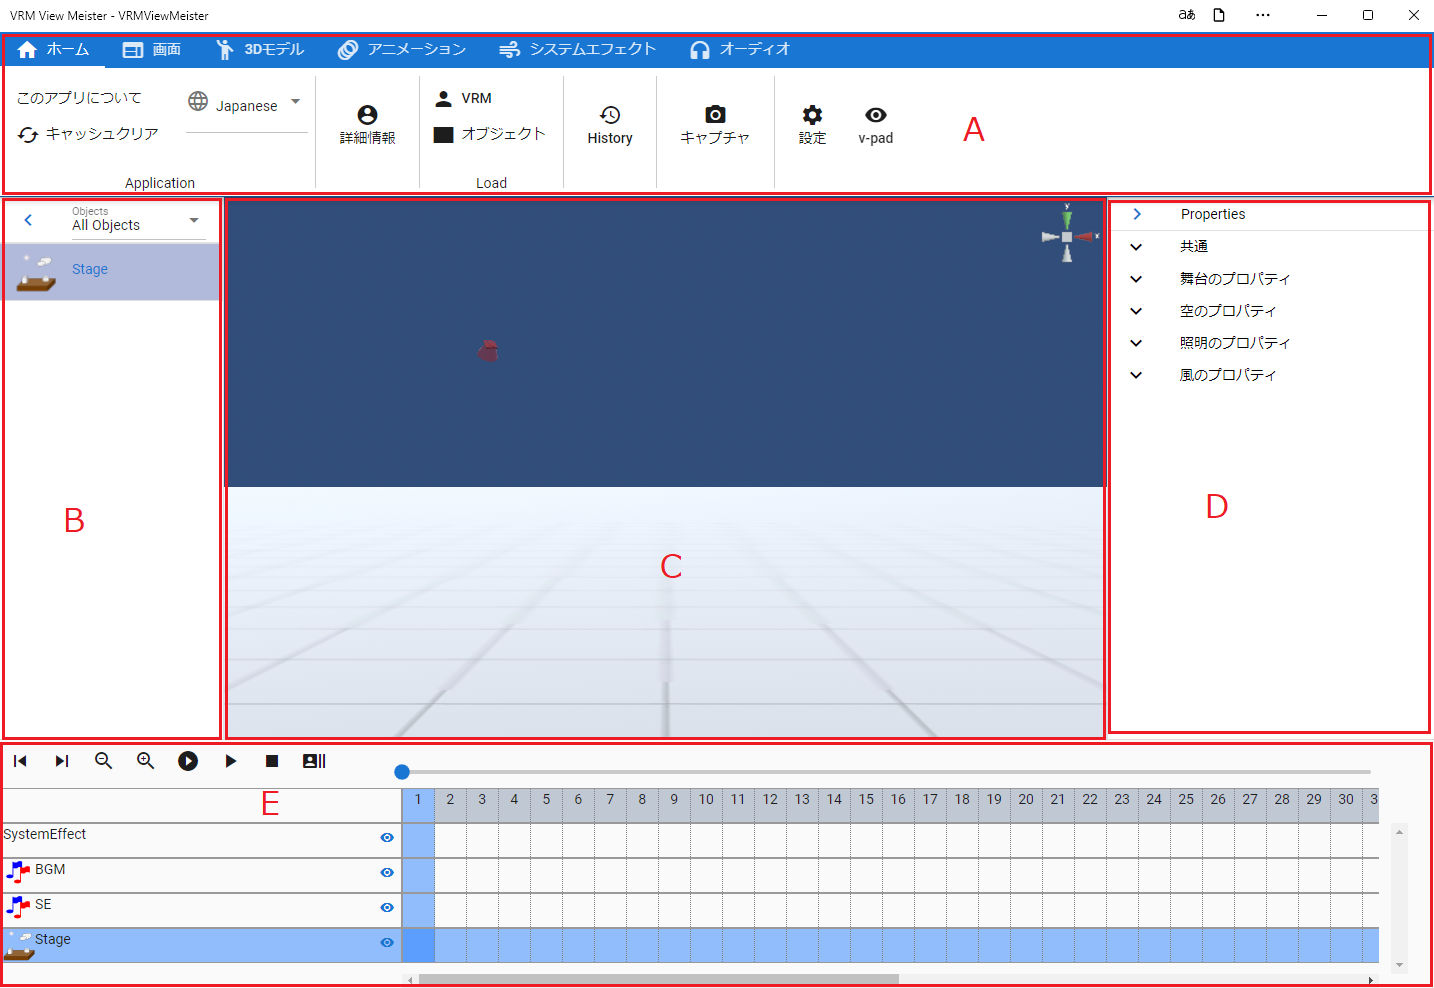 VRM View Meister - VRMViewMeister
aあ
ホーム 画面 3Dモデル アニメーション システムエフェクト オーディオ
このアプリについて Japanese
キャッシュクリア
Application
詳細情報
VRM
オブジェクト
Load
History
キャプチャ
設定 v-pad
A
Objects
All Objects
Stage
B
y
x
C
Properties
共通
舞台のプロパティ
空のプロパティ
照明のプロパティ
風のプロパティ
D
E
1 2 3 4 5 6 7 8 9 10 11 12 13 14 15 16 17 18 19 20 21 22 23 24 25 26 27 28 29 30 3
SystemEffect
BGM
SE
Stage